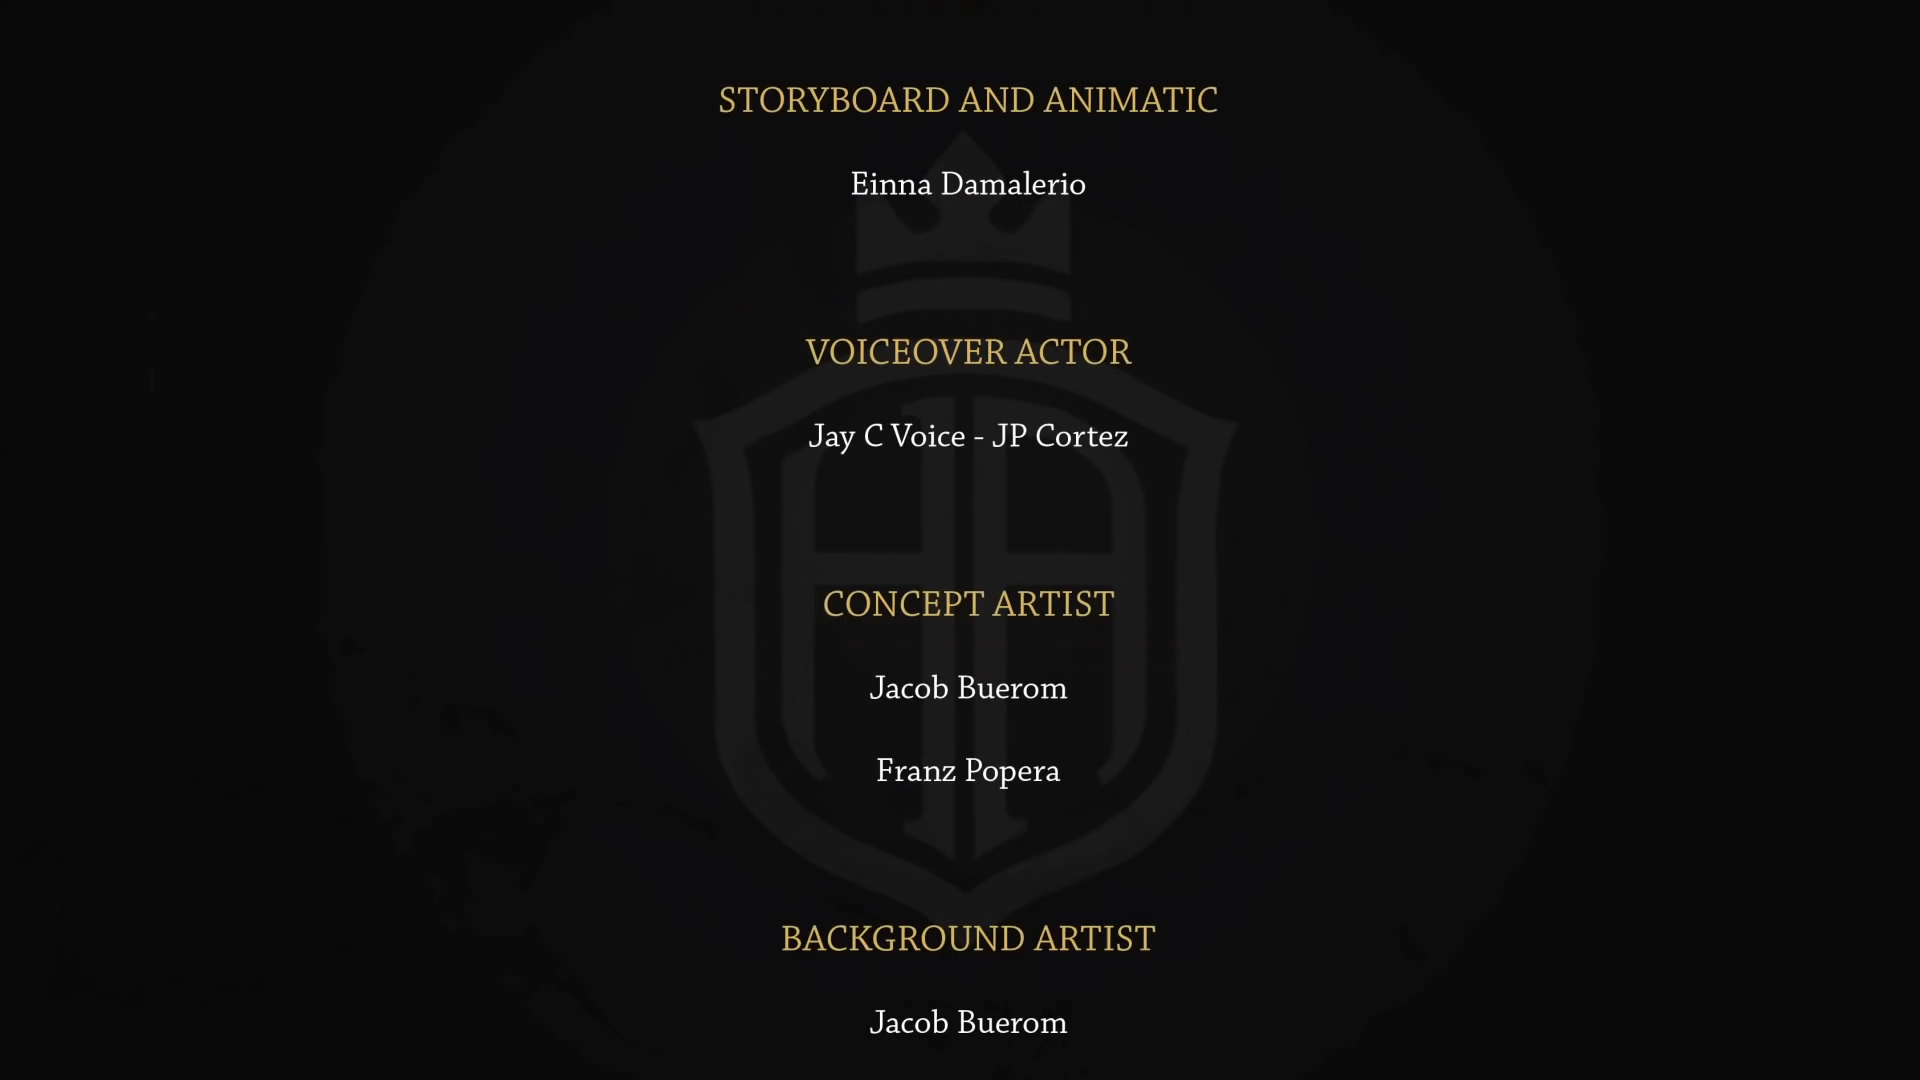 STORYBOARD AND ANIMATIC
Einna Damalerio
VOICEOVER ACTOR
Jay C Voice - JP Cortez
CONCEPT ARTIST
Jacob Buerom
Franz Popera
BACKGROUND ARTIST
Jacob Buerom